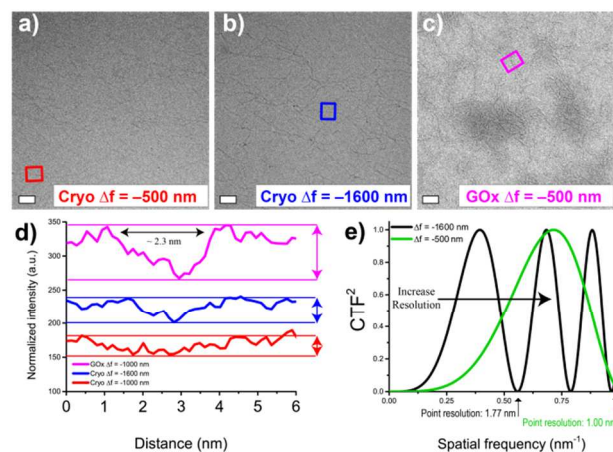 a)
b)
c)
Cryo Δf = –500 nm
Cryo Δf = –1600 nm
GOx Δf = –500 nm
d
350
300
250
200
150
100
Normalized intensity (a.u.)
~ 2.3 nm
GOx Δf = -1000 nm
Cryo Δf = -1600 nm
Cryo Δf = -1000 nm
0 1 2 3 4 5 6
Distance (nm)
e)
Δf = -1600 nm
Δf = -500 nm
1.0
0.8
0.6
0.4
0.2
0.0
CTF²
Increase
Resolution
0.00 0.25 0.50 0.75
Point resolution: 1.77 nm
Point resolution: 1.00 nm
Spatial frequency (nm⁻¹)